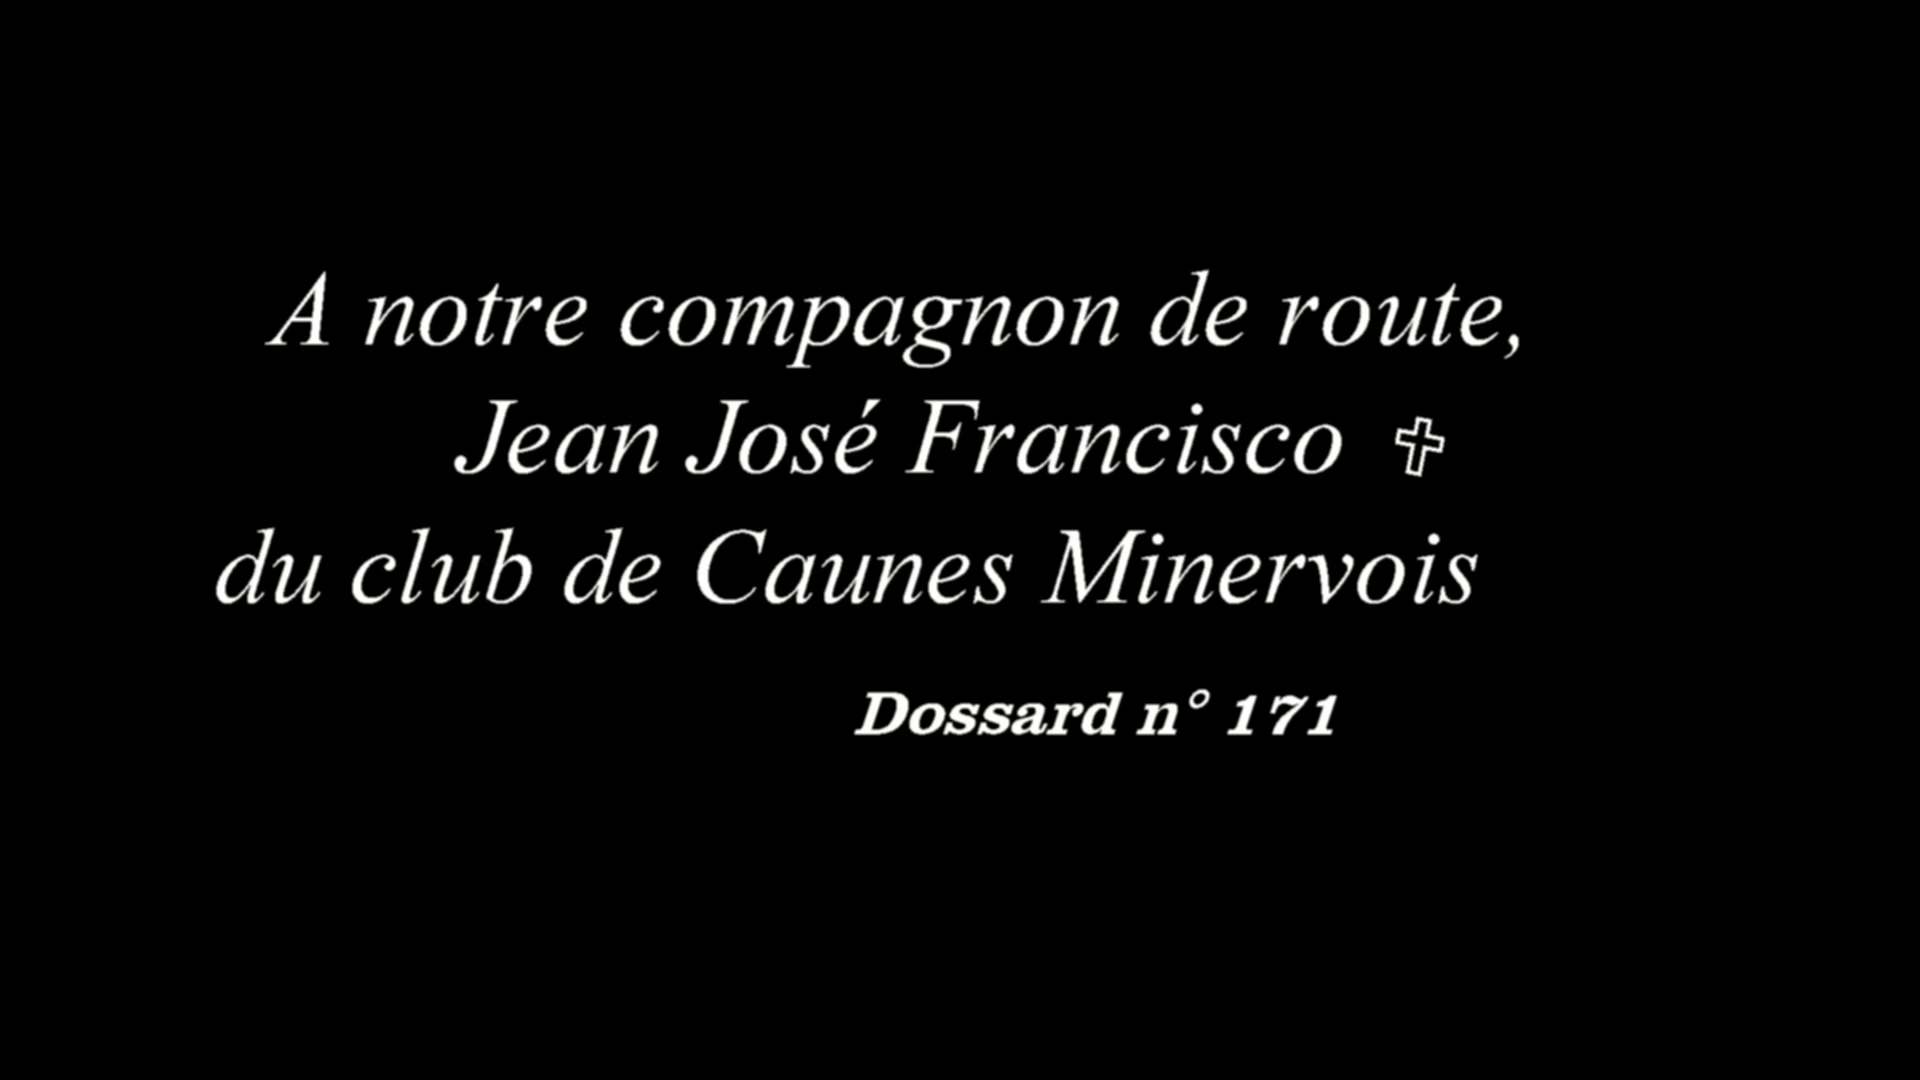 A notre compagnon de route,
Jean José Francisco ✞
du club de Caunes Minervois
Dossard n° 171